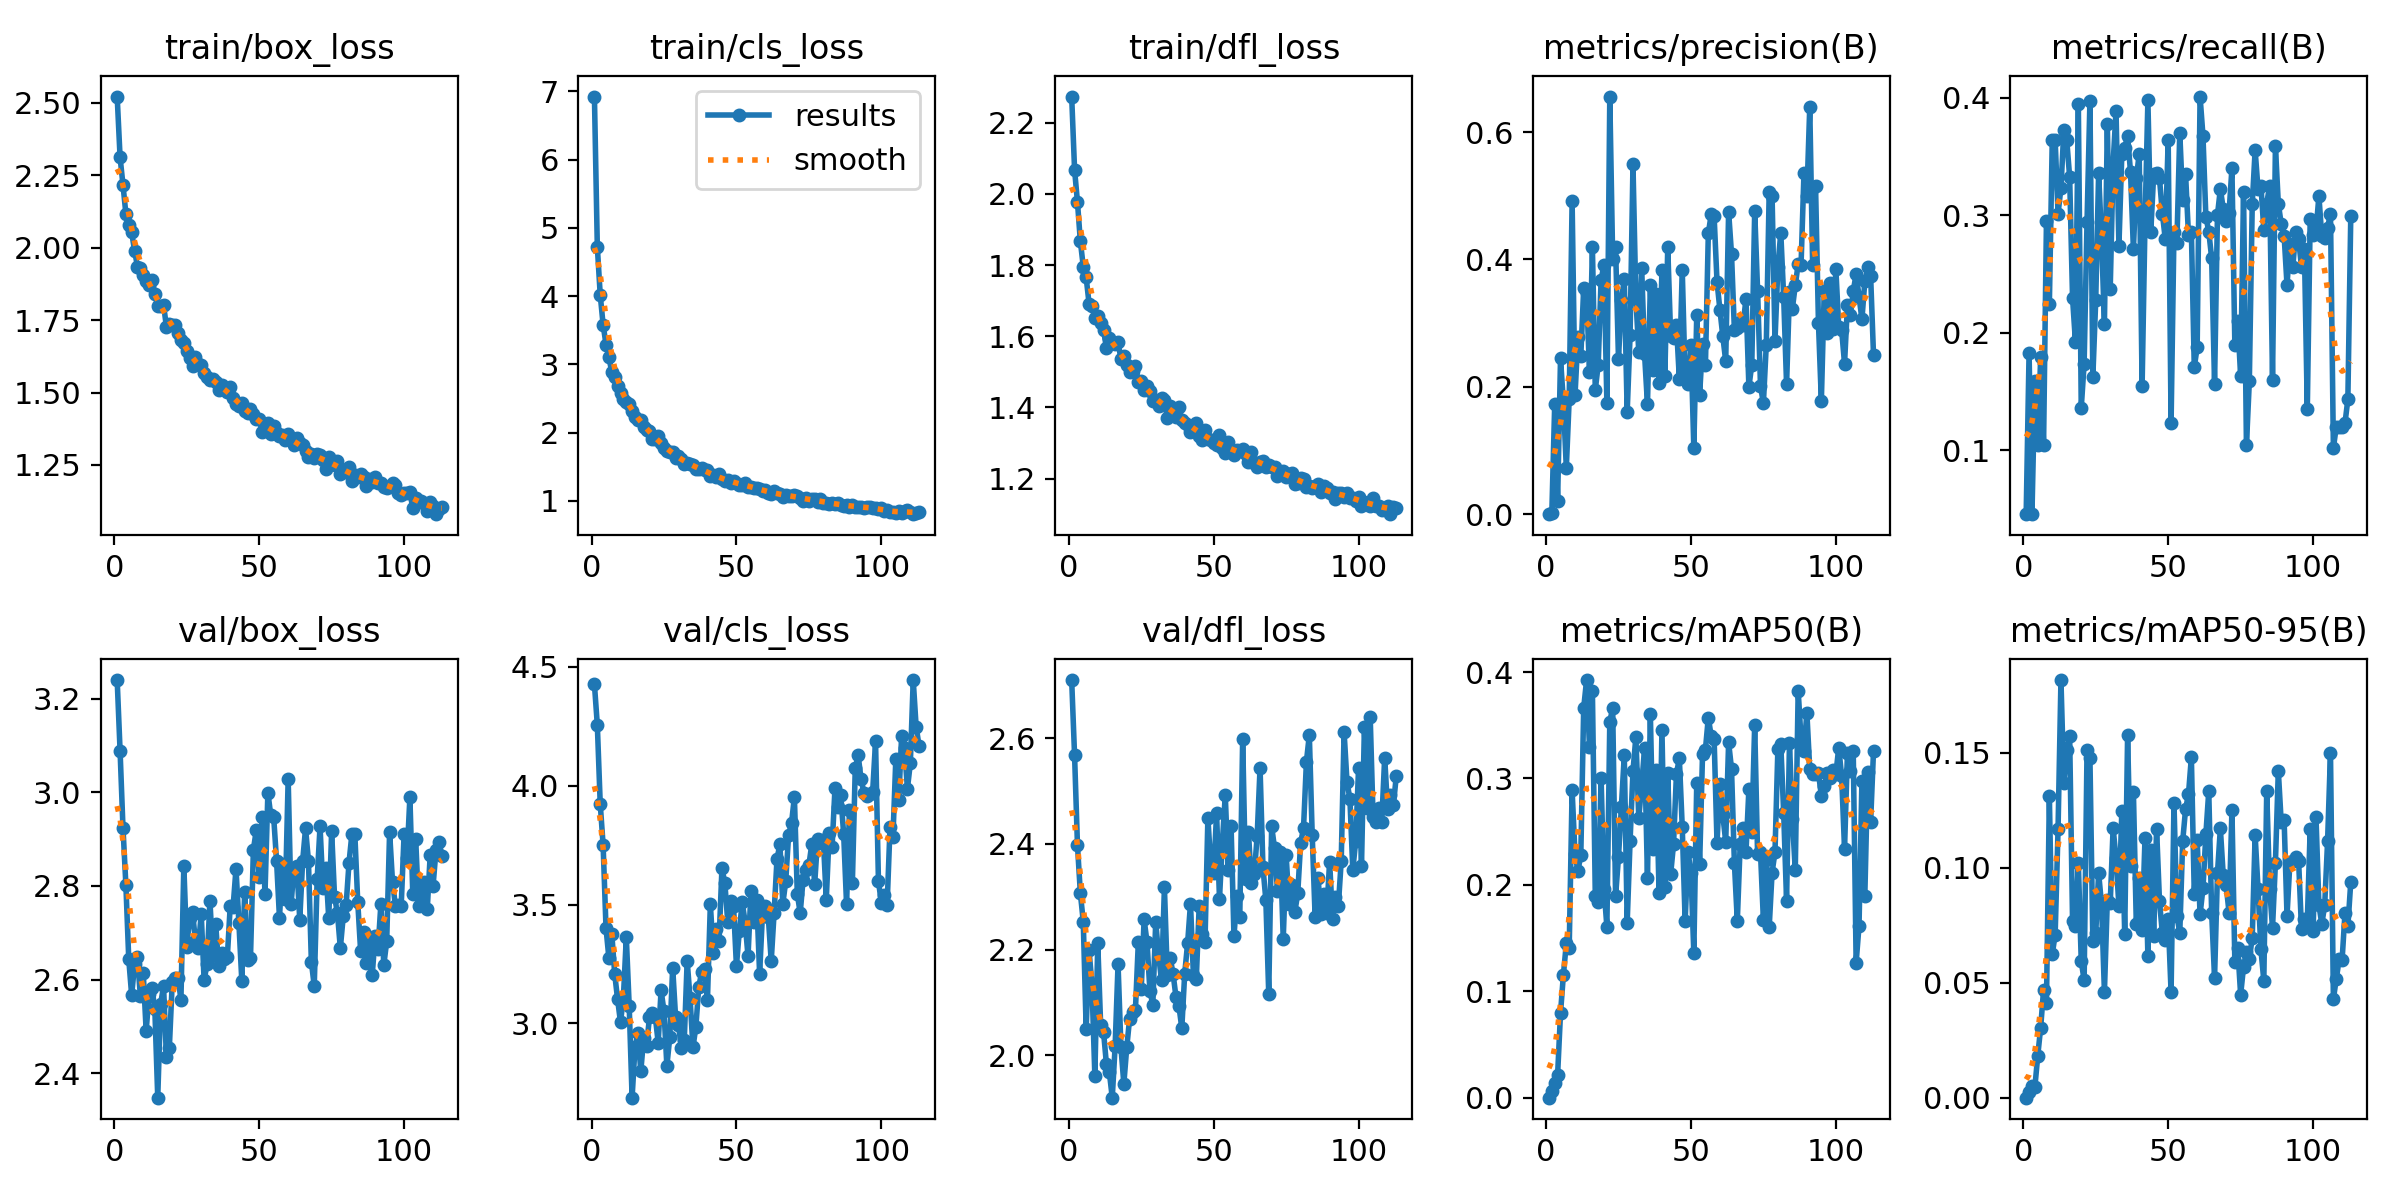 train/box_loss
2.50
2.25
2.00
1.75
1.50
1.25
0 50 100
train/cls_loss
7
6
5
4
3
2
1
0 50 100
results
smooth
train/dfl_loss
2.2
2.0
1.8
1.6
1.4
1.2
0 50 100
metrics/precision(B)
0.6
0.4
0.2
0.0
0 50 100
metrics/recall(B)
0.4
0.3
0.2
0.1
0 50 100
val/box_loss
3.2
3.0
2.8
2.6
2.4
0 50 100
val/cls_loss
4.5
4.0
3.5
3.0
0 50 100
val/dfl_loss
2.6
2.4
2.2
2.0
0 50 100
metrics/mAP50(B)
0.4
0.3
0.2
0.1
0.0
0 50 100
metrics/mAP50-95(B)
0.15
0.10
0.05
0.00
0 50 100